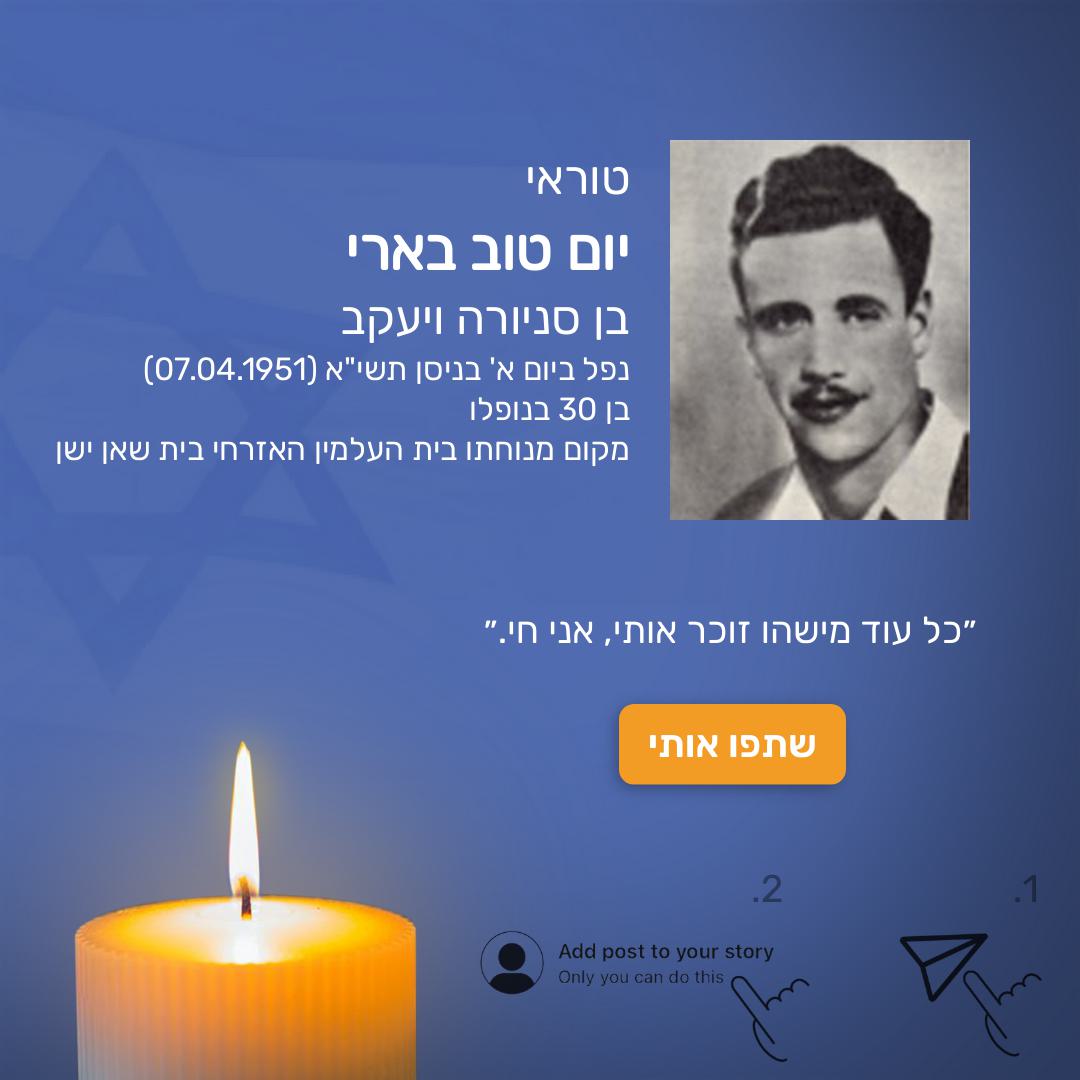 טוראי
יום טוב בארי
בן סניורה ויעקב
נפל ביום א' בניסן תשי"א (07.04.1951)
בן 30 בנופלו
מקום מנוחתו בית העלמין האזרחי בית שאן ישן
״כל עוד מישהו זוכר אותי, אני חי.״
שתפו אותי
.1
.2
Add post to your story
Only you can do this